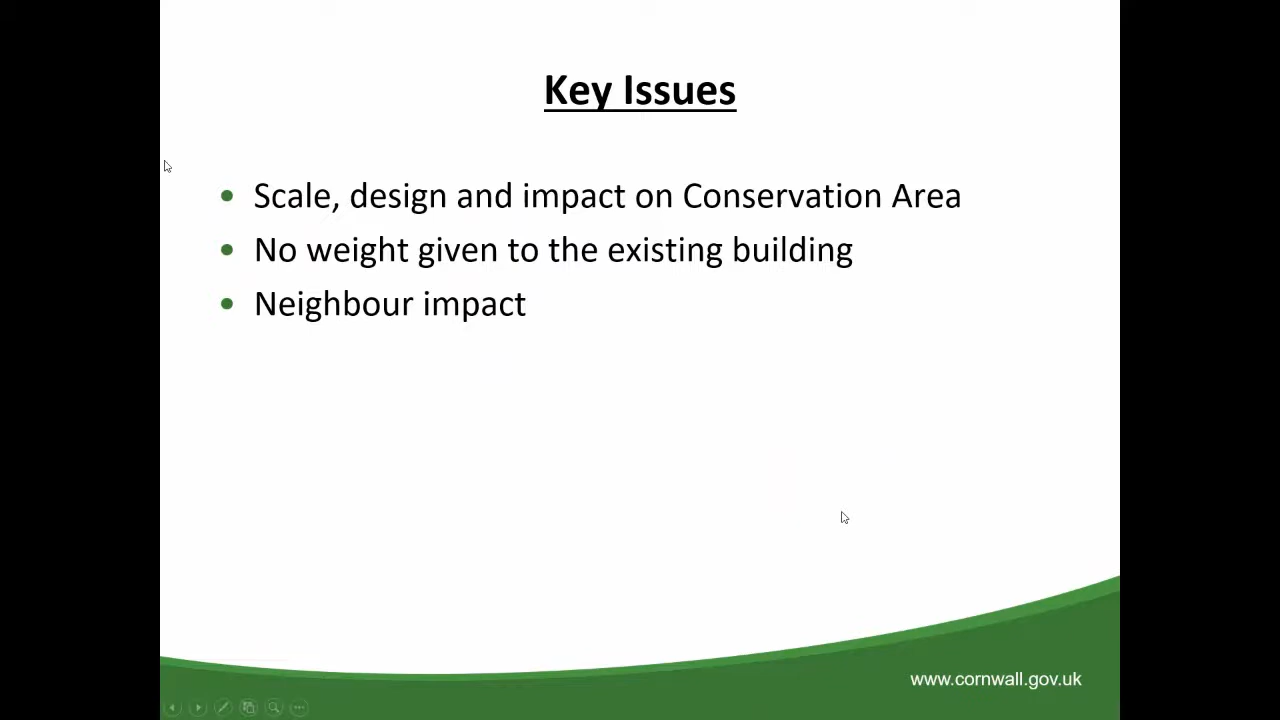 Key Issues
Scale, design and impact on Conservation Area
No weight given to the existing building
Neighbour impact
www.cornwall.gov.uk